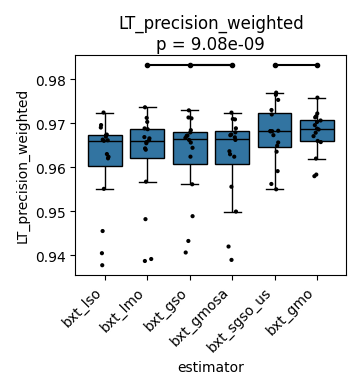 LT_precision_weighted
p = 9.08e-09
LT_precision_weighted
0.98
0.97
0.96
0.95
0.94
bxt_lso
bxt_lmo
bxt_gso
bxt_gmosa
bxt_sgso_us
bxt_gmo
estimator